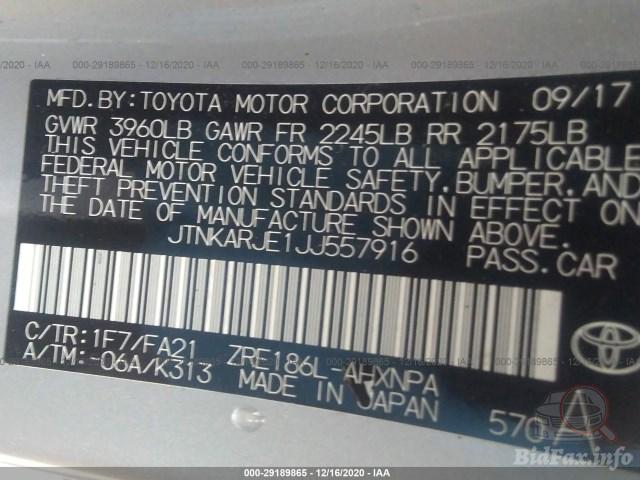 000-29189865 - 12/16/2020 - IAA
MFD.BY:TOYOTA MOTOR CORPORATION 09/17
GVWR 3960LB GAWR FR 2245LB RR 2175LB
THIS VEHICLE CONFORMS TO ALL APPLICABLE
FEDERAL MOTOR VEHICLE SAFETY,BUMPER,AND
THEFT PREVENTION STANDARDS IN EFFECT ON
THE DATE OF MANUFACTURE SHOWN ABOVE.
JTNKARJE1JJ557916 PASS.CAR
C/TR:1F7/FA21 ZRE186L-AHXNPA
A/TM:-06A/K313 MADE IN JAPAN
570 A
BidFax.info
000-29189865 - 12/16/2020 - IAA